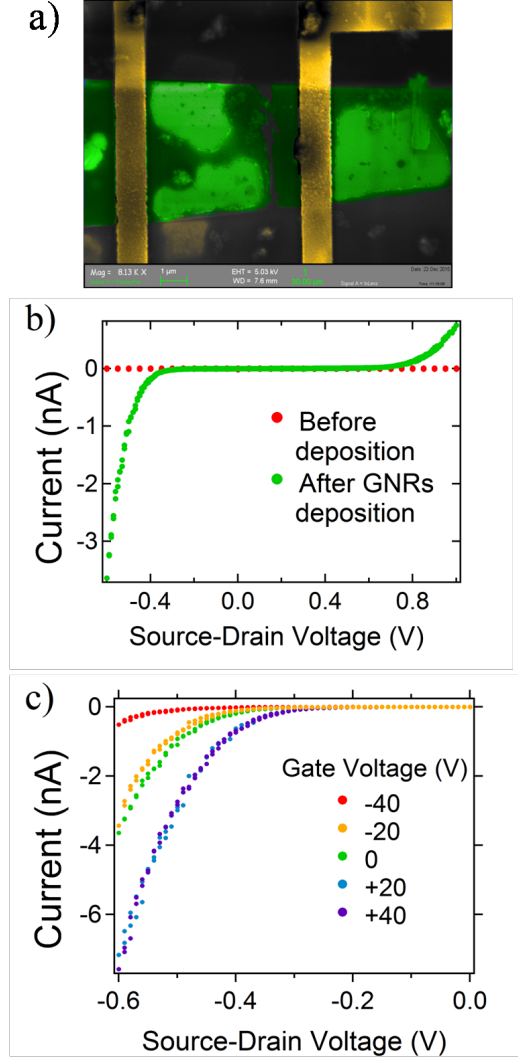 a)
Mag = 8.13 K X
1 µm
EHT = 5.03 kV
WD = 7.6 mm
Signal A = InLens
Date: 22 Dec 2015
b)
Current (nA)
0
-1
-2
-3
Before
deposition
After GNRs
deposition
-0.4
0.0
0.4
0.8
Source-Drain Voltage (V)
c)
Current (nA)
0
-2
-4
-6
Gate Voltage (V)
-40
-20
0
+20
+40
-0.6
-0.4
-0.2
0.0
Source-Drain Voltage (V)